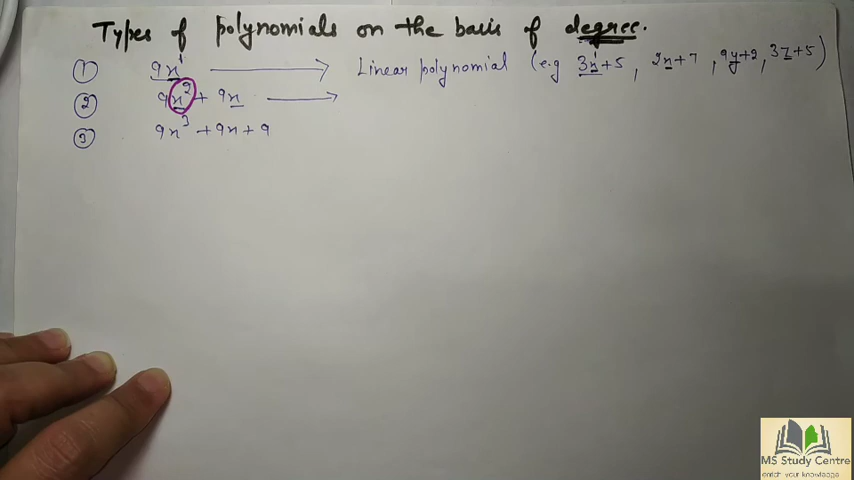 Types of polynomials on the basis of degree.
① 9x¹ → Linear polynomial (e.g 3x¹+5, 2x+7, 9y+2, 3z+5)
② 9x² + 9x →
③ 9x³ + 9x + 9
MS Study Centre
enrich your knowledge